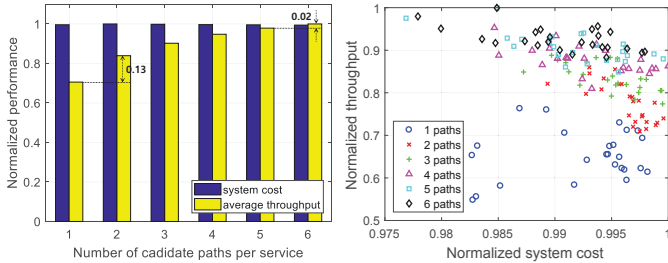 Normalized performance
1
0.8
0.6
0.4
0.2
0
0.13
0.02
system cost
average throughput
1 2 3 4 5 6
Number of cadidate paths per service
Normalized throughput
1
0.9
0.8
0.7
0.6
0.5
1 paths
2 paths
3 paths
4 paths
5 paths
6 paths
0.975 0.98 0.985 0.99 0.995 1
Normalized system cost